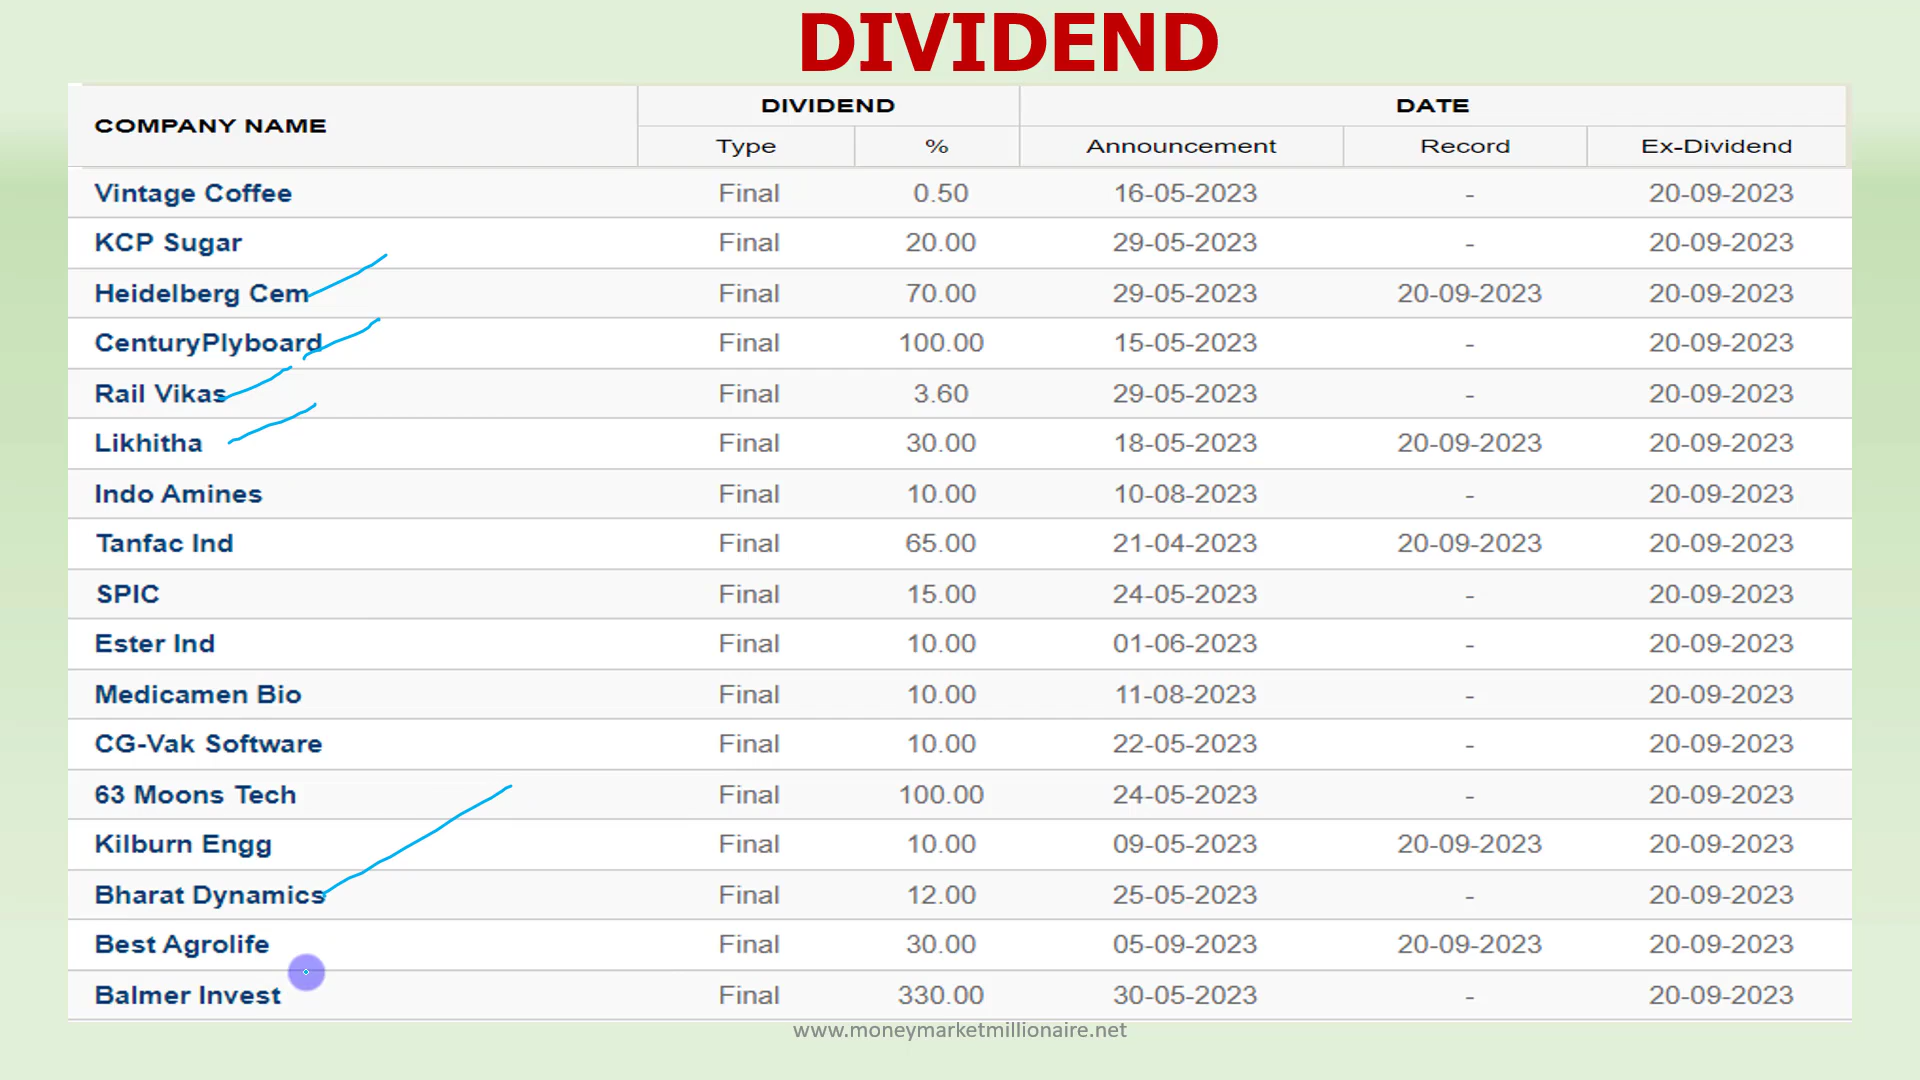 DIVIDEND
COMPANY NAME DIVIDEND DATE
Type % Announcement Record Ex-Dividend
Vintage Coffee Final 0.50 16-05-2023 - 20-09-2023
KCP Sugar Final 20.00 29-05-2023 - 20-09-2023
Heidelberg Cem Final 70.00 29-05-2023 20-09-2023 20-09-2023
CenturyPlyboard Final 100.00 15-05-2023 - 20-09-2023
Rail Vikas Final 3.60 29-05-2023 - 20-09-2023
Likhitha Final 30.00 18-05-2023 20-09-2023 20-09-2023
Indo Amines Final 10.00 10-08-2023 - 20-09-2023
Tanfac Ind Final 65.00 21-04-2023 20-09-2023 20-09-2023
SPIC Final 15.00 24-05-2023 - 20-09-2023
Ester Ind Final 10.00 01-06-2023 - 20-09-2023
Medicamen Bio Final 10.00 11-08-2023 - 20-09-2023
CG-Vak Software Final 10.00 22-05-2023 - 20-09-2023
63 Moons Tech Final 100.00 24-05-2023 - 20-09-2023
Kilburn Engg Final 10.00 09-05-2023 20-09-2023 20-09-2023
Bharat Dynamics Final 12.00 25-05-2023 - 20-09-2023
Best Agrolife Final 30.00 05-09-2023 20-09-2023 20-09-2023
Balmer Invest Final 330.00 30-05-2023 - 20-09-2023
www.moneymarketmillionaire.net